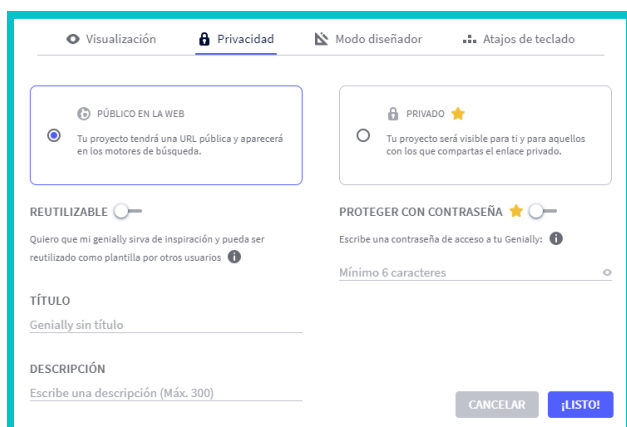 Visualización
Privacidad
Modo diseñador
Atajos de teclado
PÚBLICO EN LA WEB
Tu proyecto tendrá una URL pública y aparecerá
en los motores de búsqueda.
PRIVADO
Tu proyecto será visible para ti y para aquellos
con los que compartas el enlace privado.
REUTILIZABLE
Quiero que mi genially sirva de inspiración y pueda ser
reutilizado como plantilla por otros usuarios
PROTEGER CON CONTRASEÑA
Escribe una contraseña de acceso a tu Genially:
Mínimo 6 caracteres
TÍTULO
Genially sin título
DESCRIPCIÓN
Escribe una descripción (Máx. 300)
CANCELAR
¡LISTO!